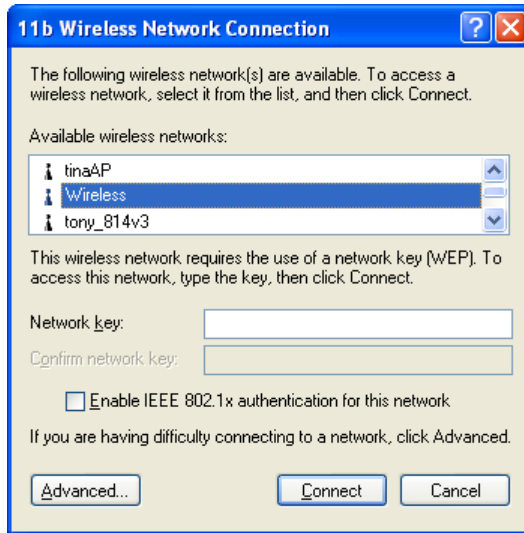 11b Wireless Network Connection
The following wireless network(s) are available. To access a
wireless network, select it from the list, and then click Connect.
Available wireless networks:
tinaAP
Wireless
tony_814v3
This wireless network requires the use of a network key (WEP). To
access this network, type the key, then click Connect.
Network key:
Confirm network key:
Enable IEEE 802.1x authentication for this network
If you are having difficulty connecting to a network, click Advanced.
Advanced... Connect Cancel